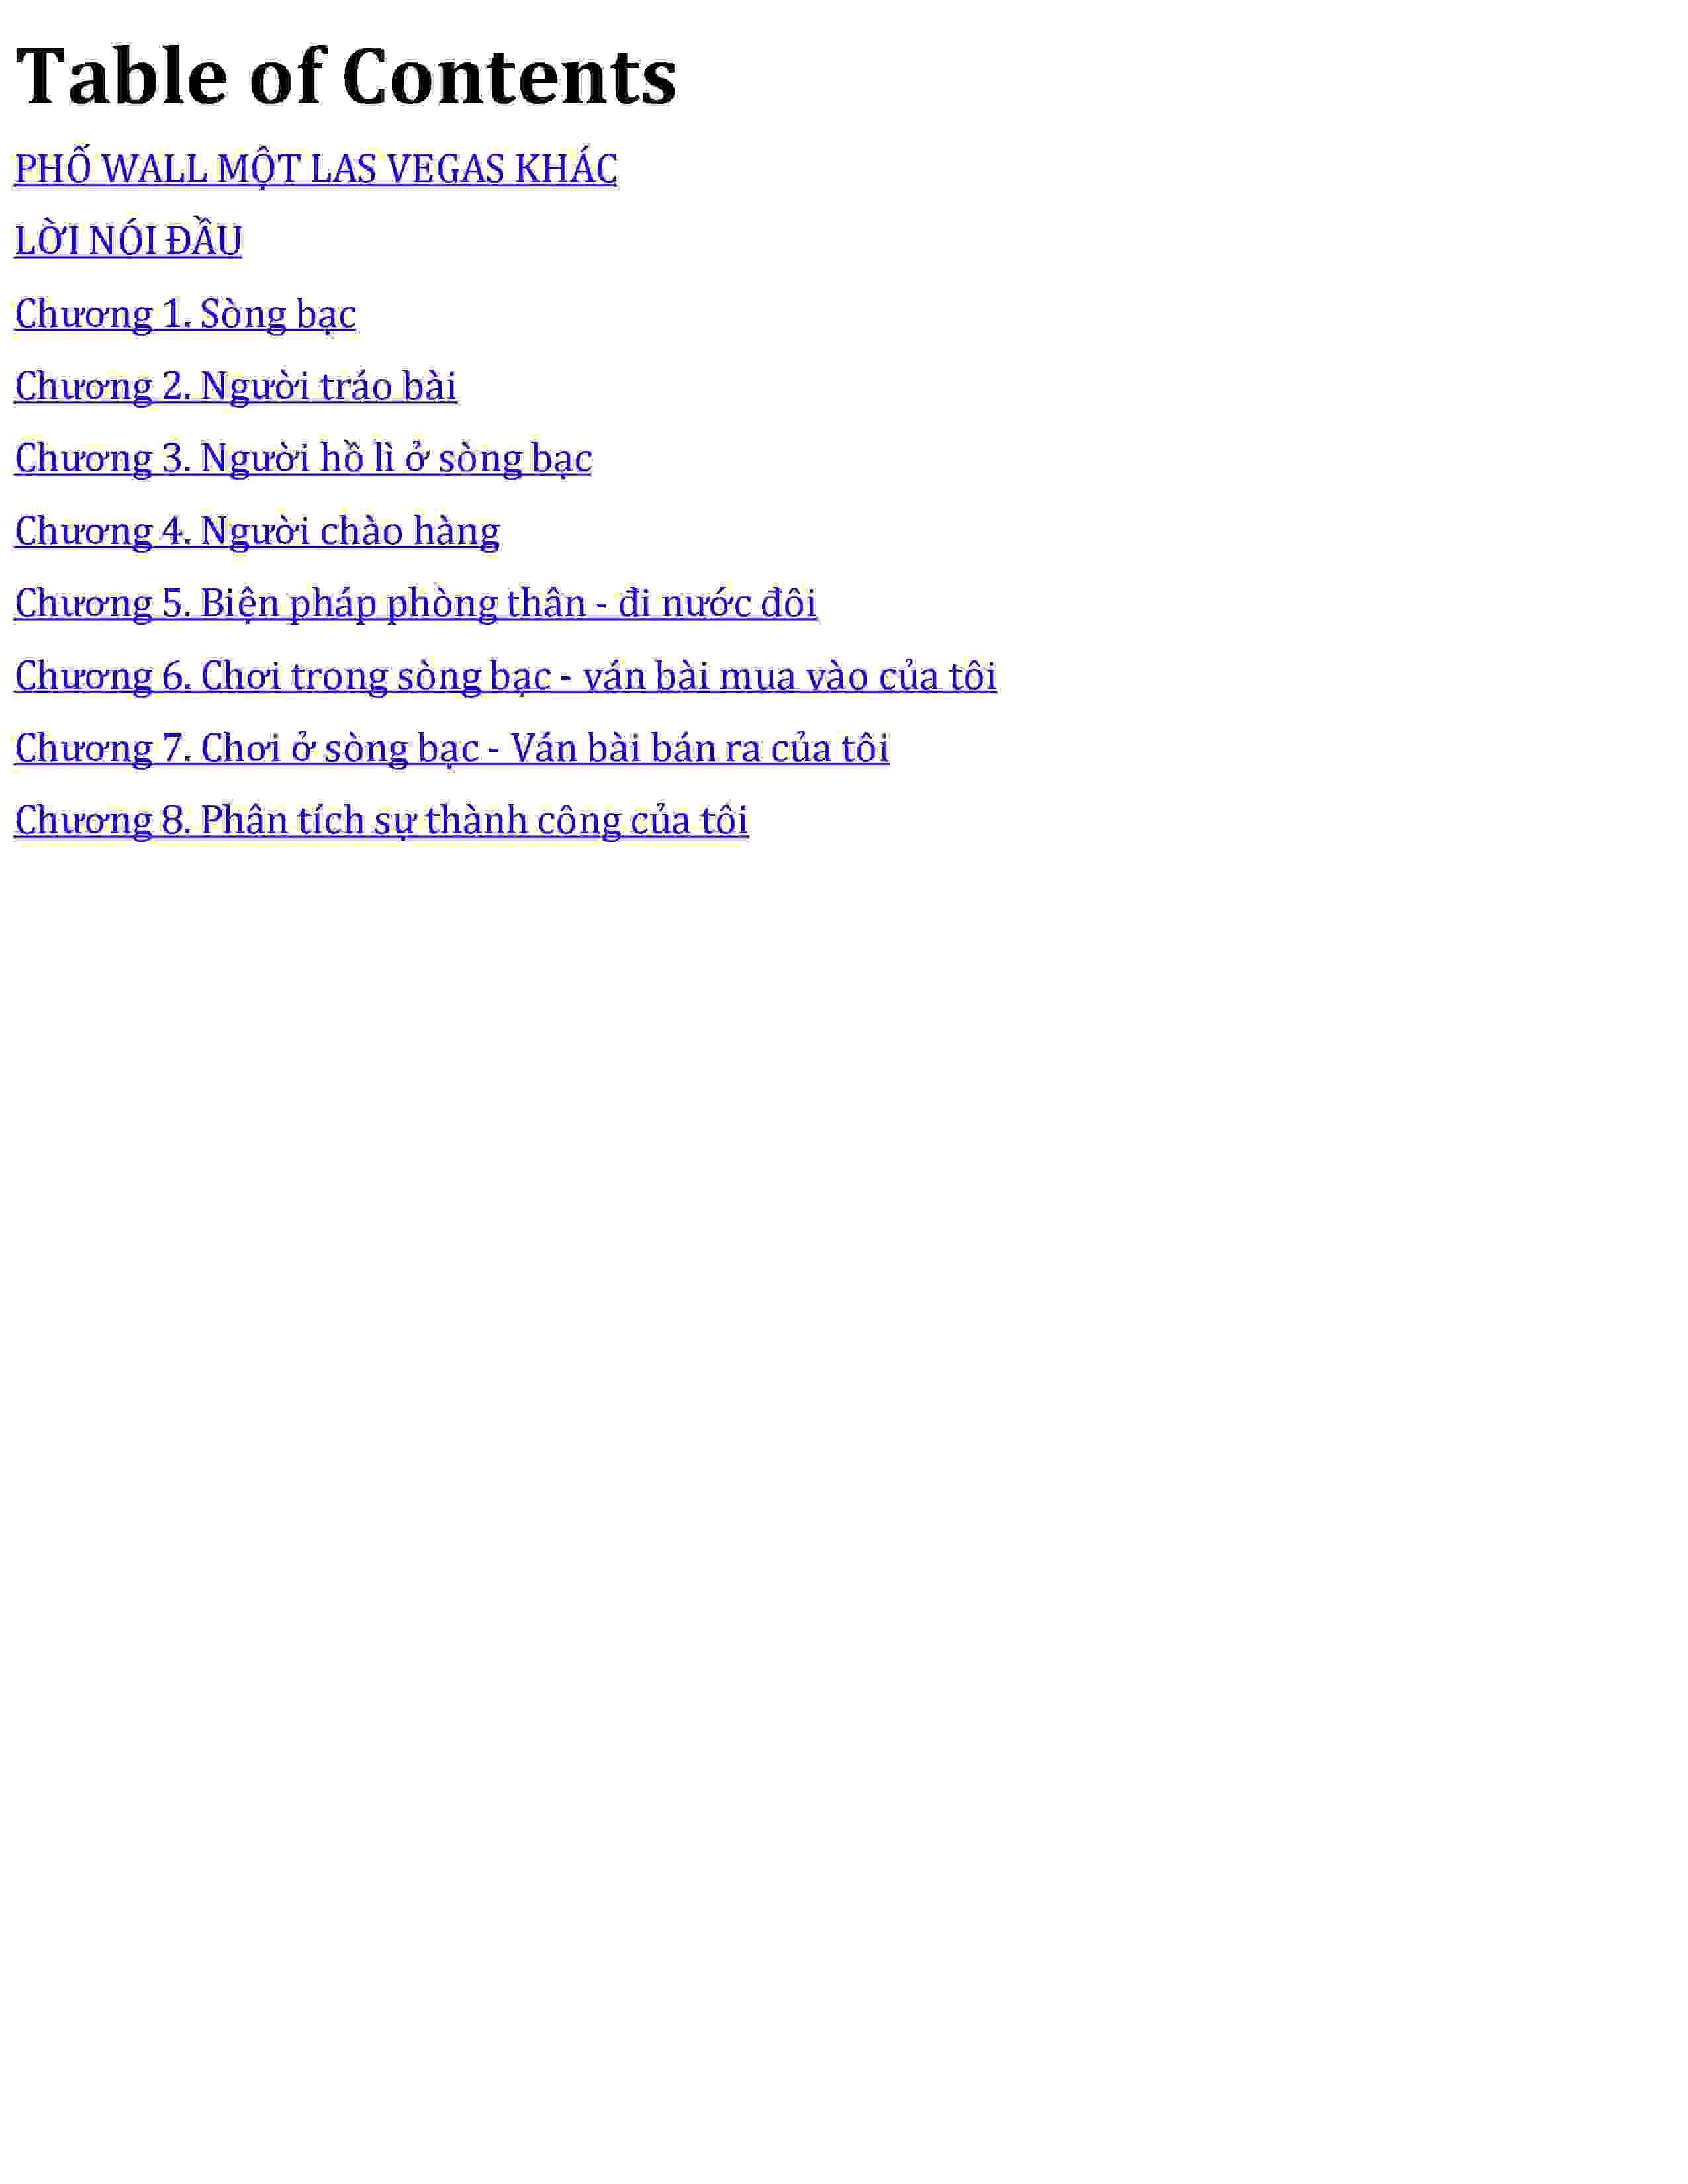 Table of Contents
PHỐ WALL MỘT LAS VEGAS KHÁC
LỜI NÓI ĐẦU
Chương 1. Sòng bạc
Chương 2. Người tráo bài
Chương 3. Người hồ lì ở sòng bạc
Chương 4. Người chào hàng
Chương 5. Biện pháp phòng thân - đi nước đôi
Chương 6. Chơi trong sòng bạc - ván bài mua vào của tôi
Chương 7. Chơi ở sòng bạc - Ván bài bán ra của tôi
Chương 8. Phân tích sự thành công của tôi